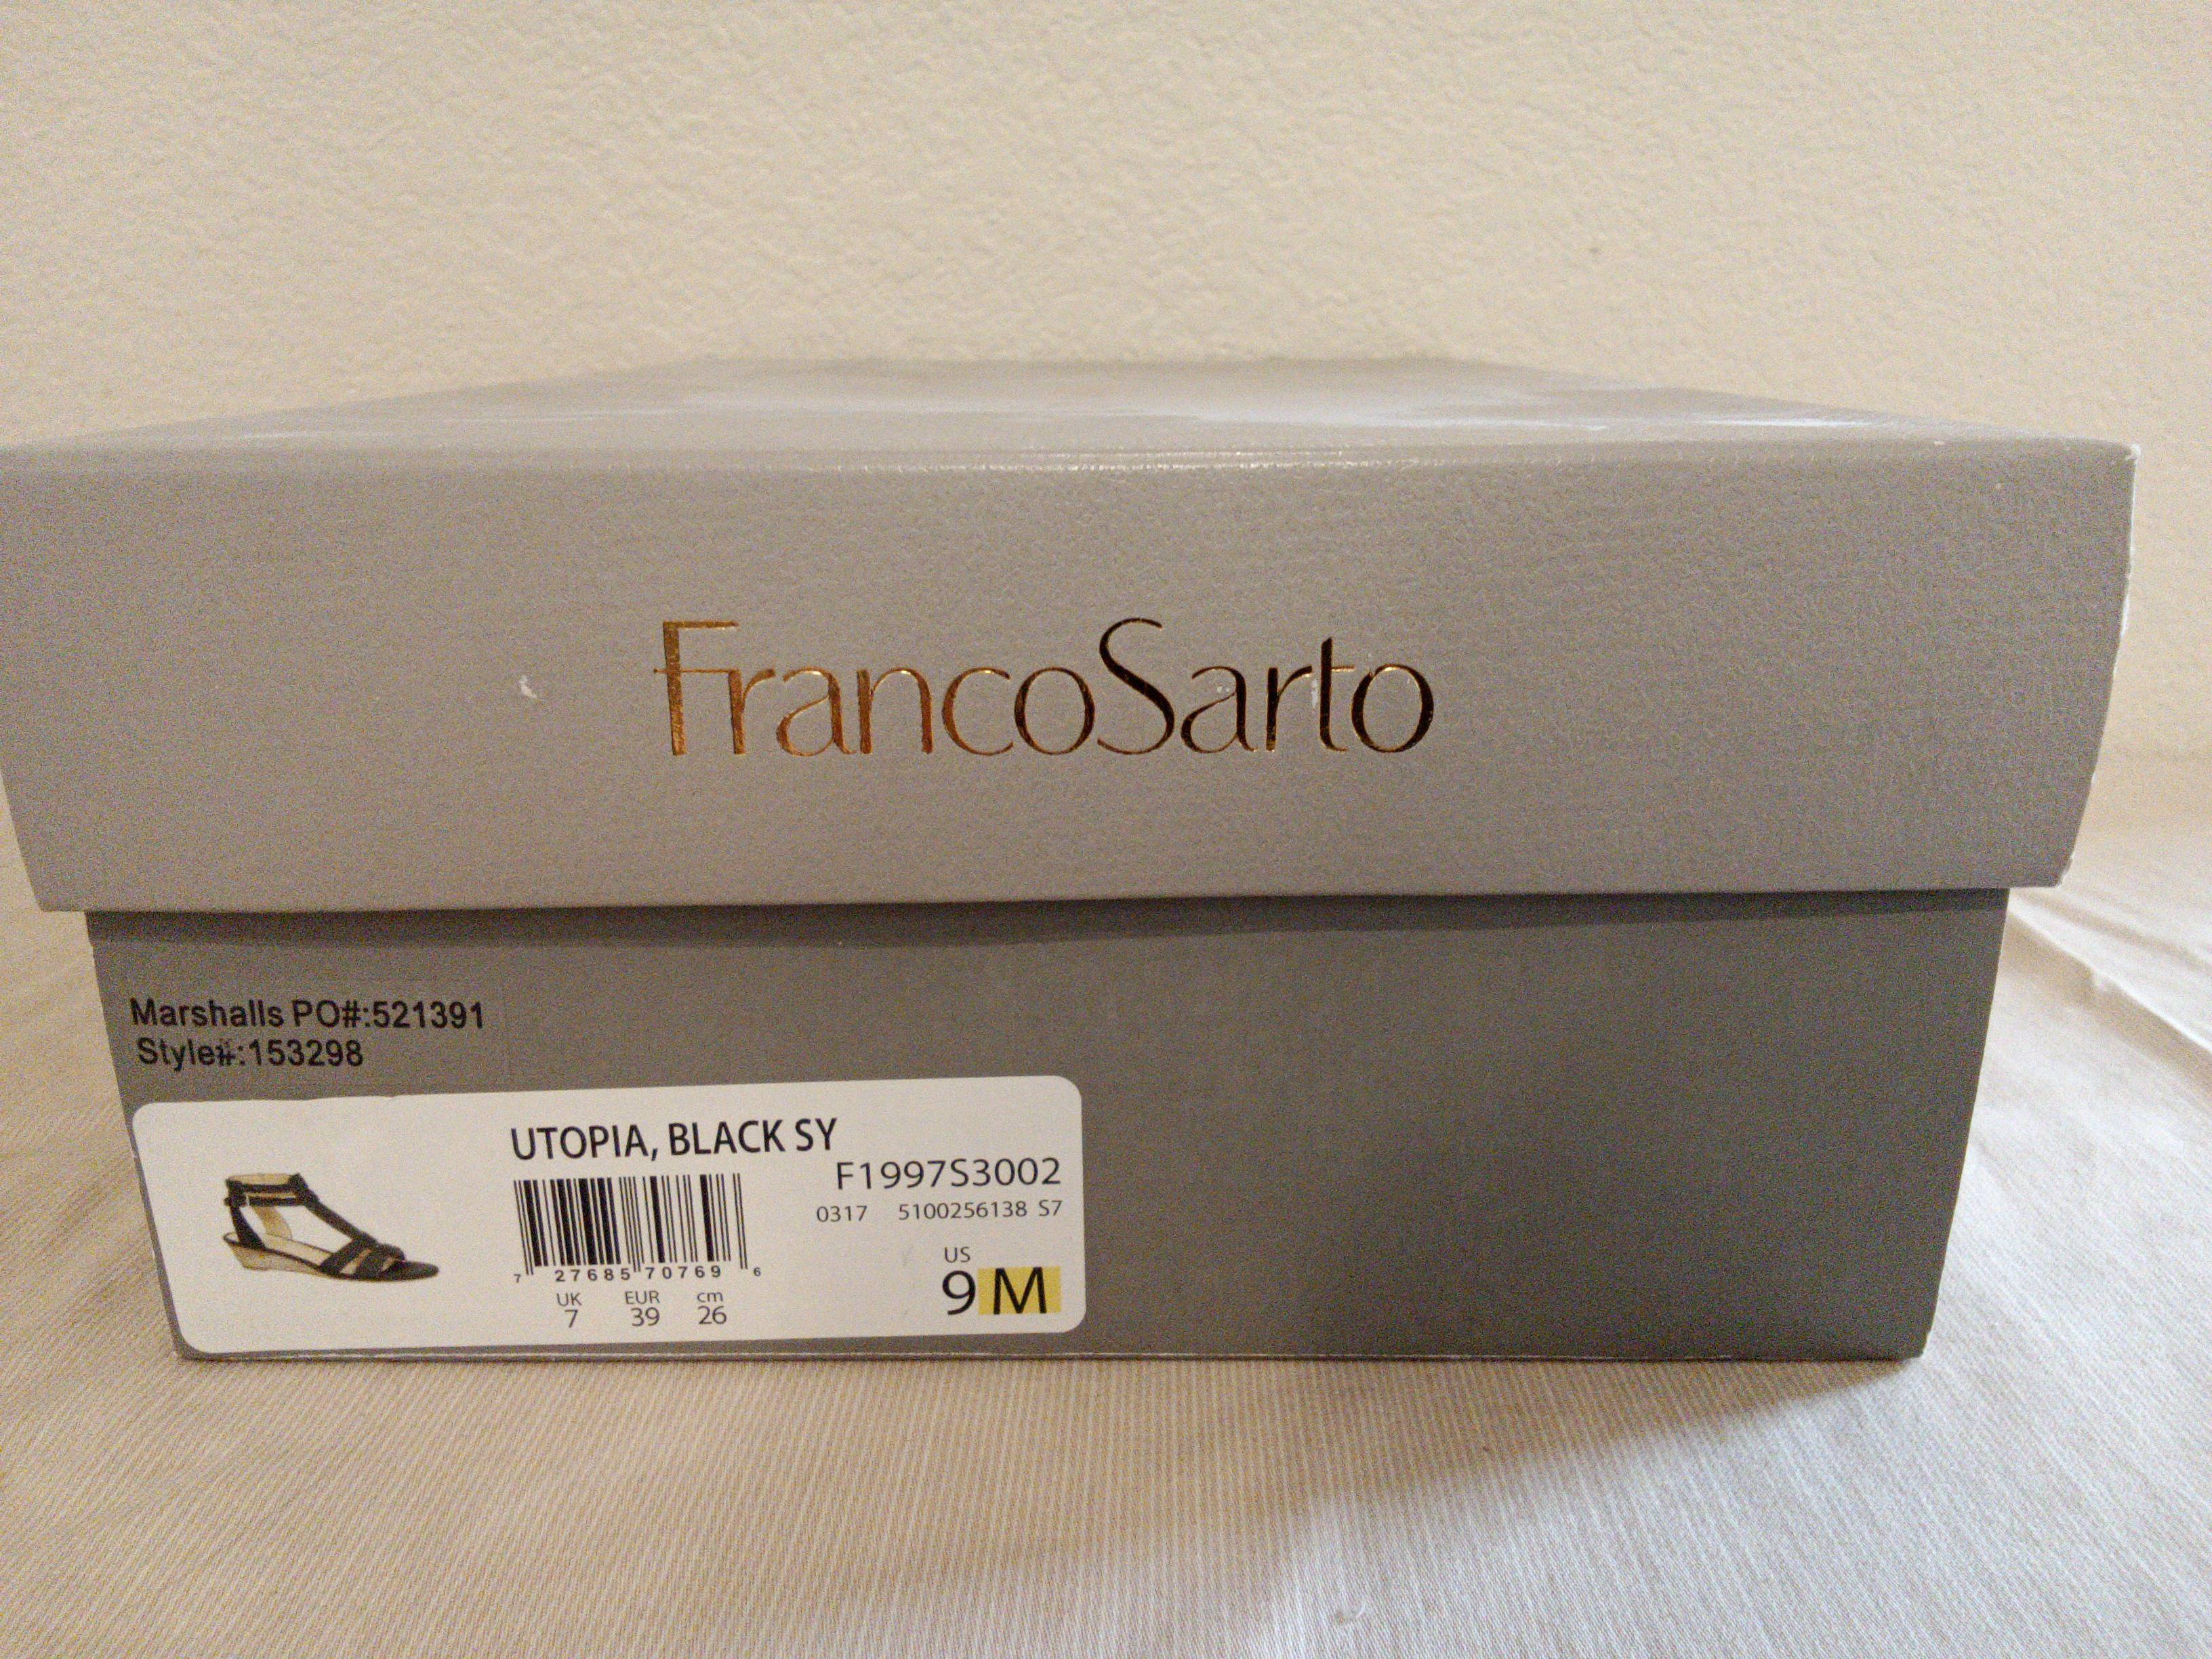 FrancoSarto
Marshalls PO#:521391
Style#:153298
UTOPIA, BLACK SY
F1997S3002
0317 5100256138 S7
7 27685 70769 6
US
9 M
UK EUR cm
7 39 26